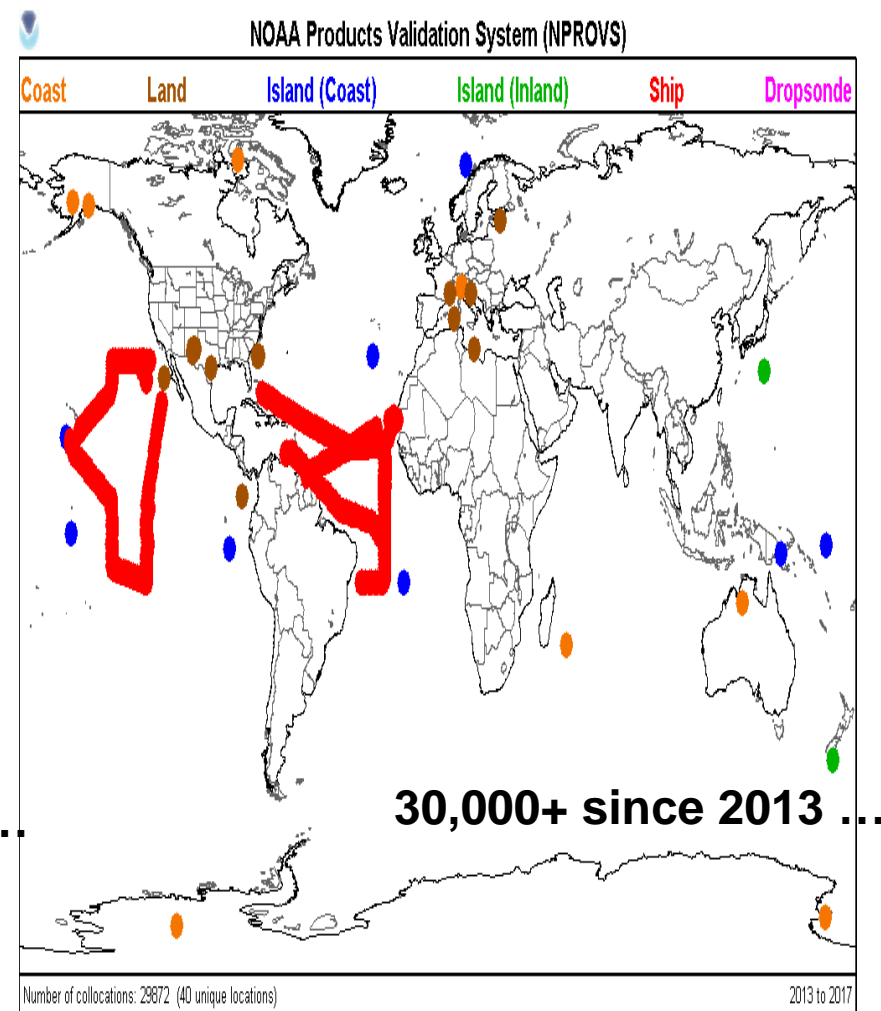 NOAA Products Validation System (NPROVS)
Coast Land Island (Coast) Island (Inland) Ship Dropsonde
30,000+ since 2013 ...
..
Number of collocations: 29872 (40 unique locations) 2013 to 2017